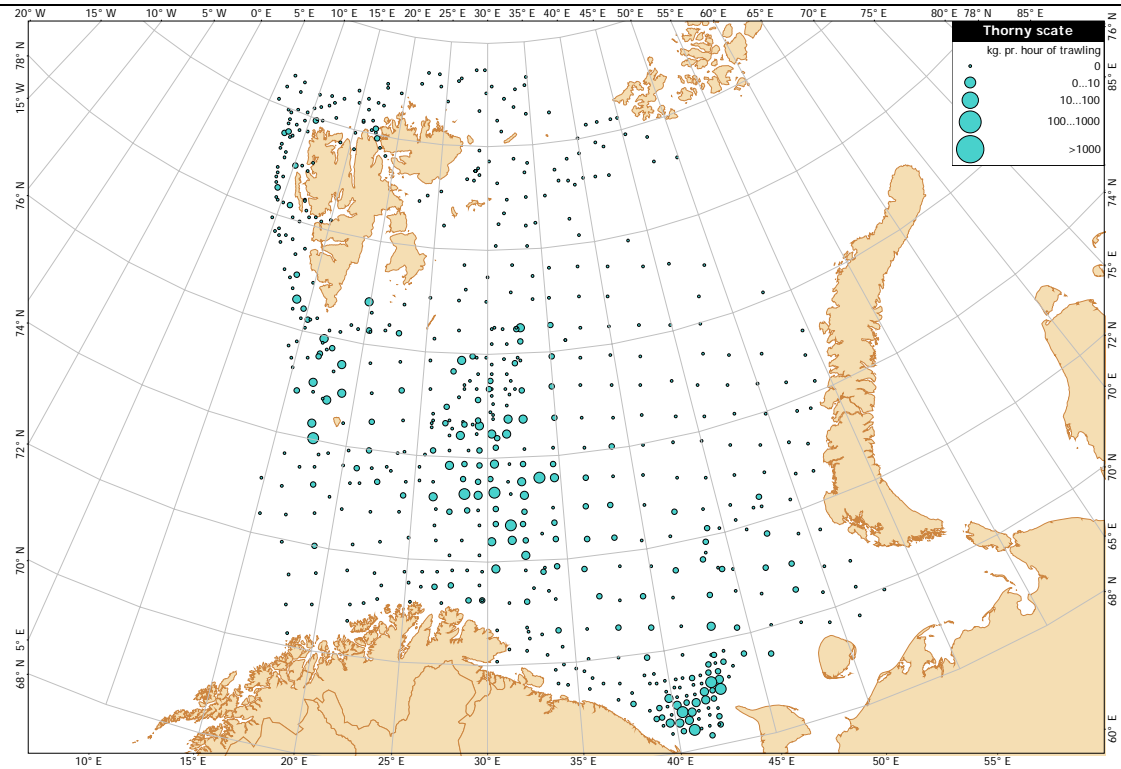 20° W 15° W 10° W 5° W 0° E 5° E 10° E 15° E 20° E 25° E 30° E 35° E 40° E 45° E 50° E 55° E 60° E 65° E 70° E 75° E 80° E 78° N 85° E
Thorny scate
kg. pr. hour of trawling
0
0...10
10...100
100...1000
>1000
78° N
15° W
76° N
74° N
72° N
70° N
5° E
68° N
76° N
85° E
74° N
75° E
72° N
70° E
70° N
65° E
68° N
60° E
10° E 15° E 20° E 25° E 30° E 35° E 40° E 45° E 50° E 55° E